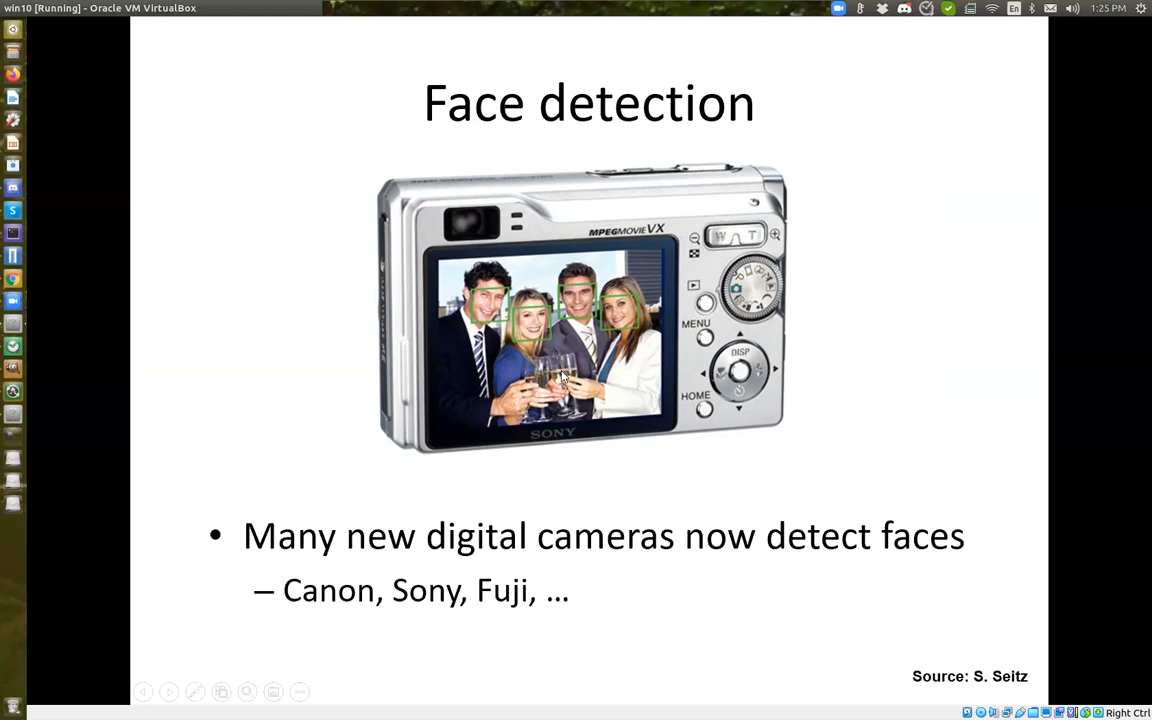 win10 [Running] - Oracle VM VirtualBox
En
1:25 PM
Face detection
MPEGMOVIE VX
W T
MENU
DISP
HOME
SONY
• Many new digital cameras now detect faces
– Canon, Sony, Fuji, ...
Source: S. Seitz
Right Ctrl